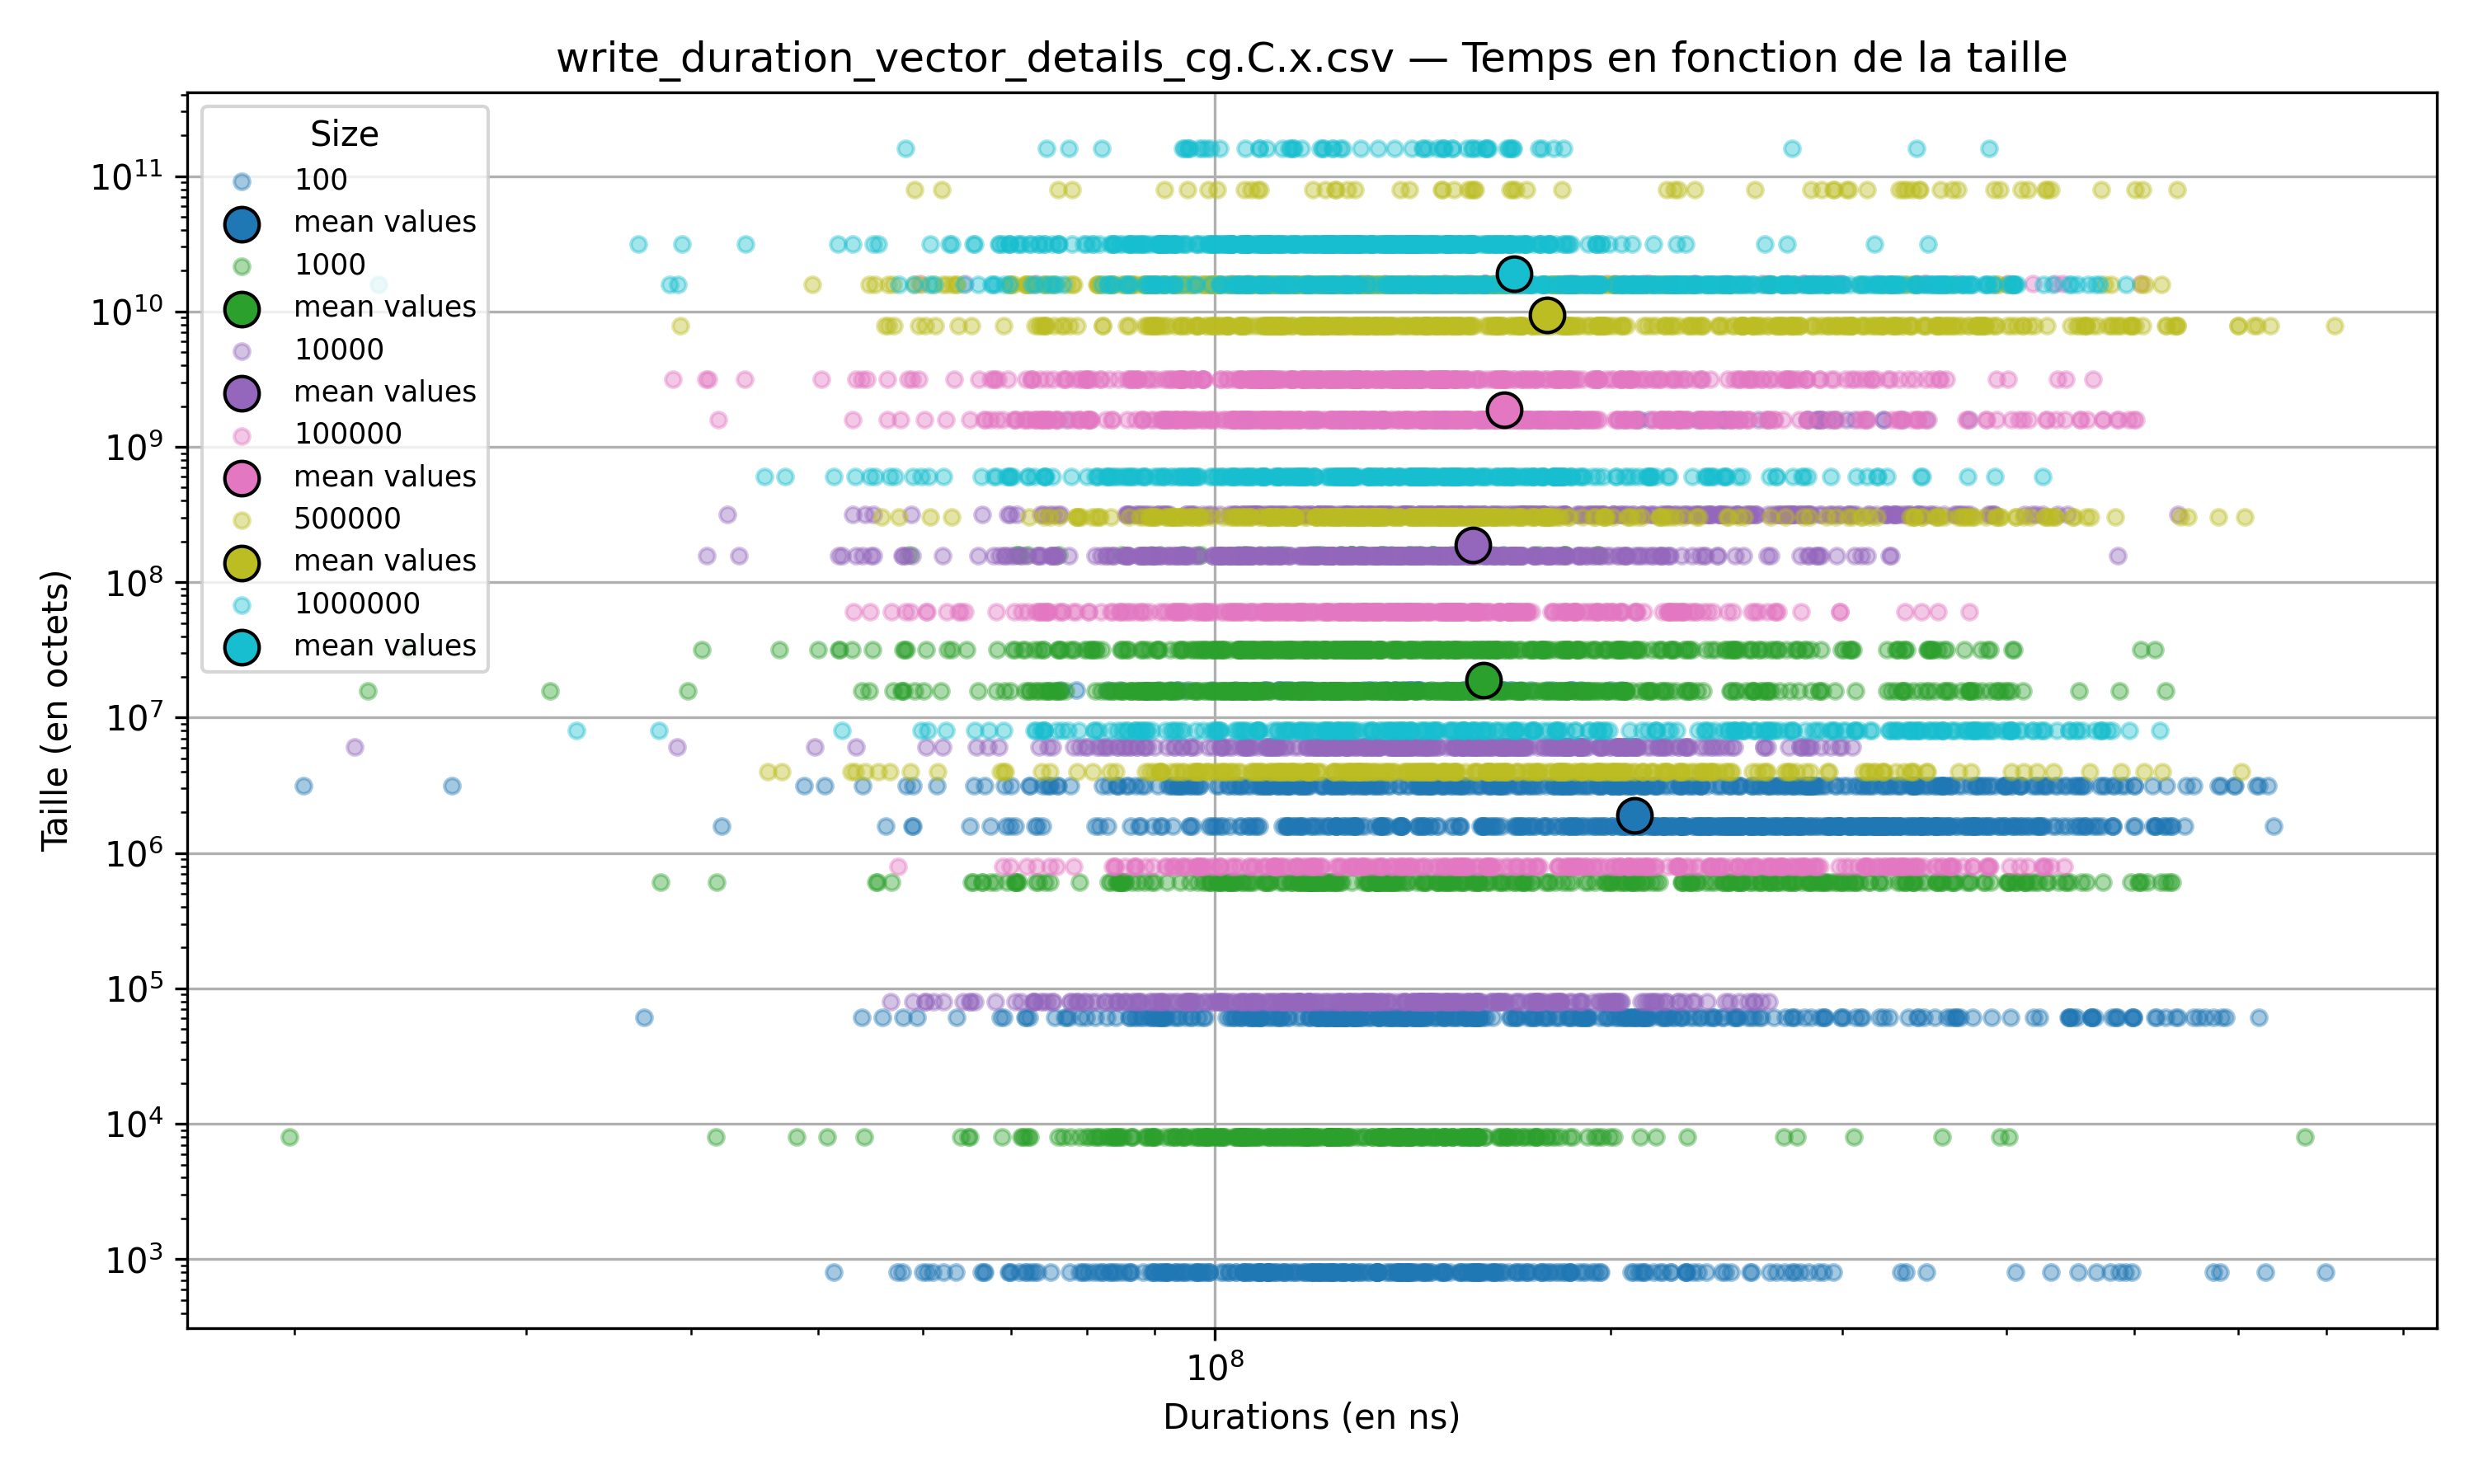 write_duration_vector_details_cg.C.x.csv — Temps en fonction de la taille
Size
100
mean values
1000
mean values
10000
mean values
100000
mean values
500000
mean values
1000000
mean values
Taille (en octets)
10¹¹
10¹⁰
10⁹
10⁸
10⁷
10⁶
10⁵
10⁴
10³
10⁸
Durations (en ns)